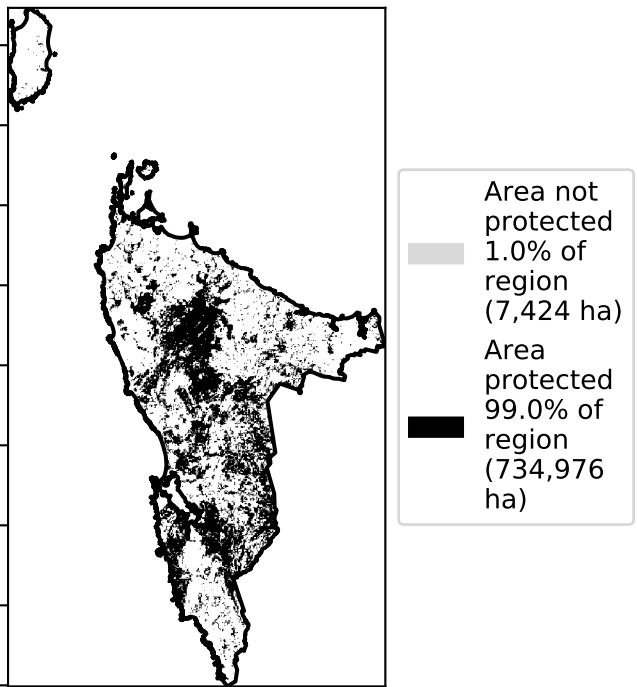 Area not
protected
1.0% of
region
(7,424 ha)
Area
protected
99.0% of
region
(734,976
ha)